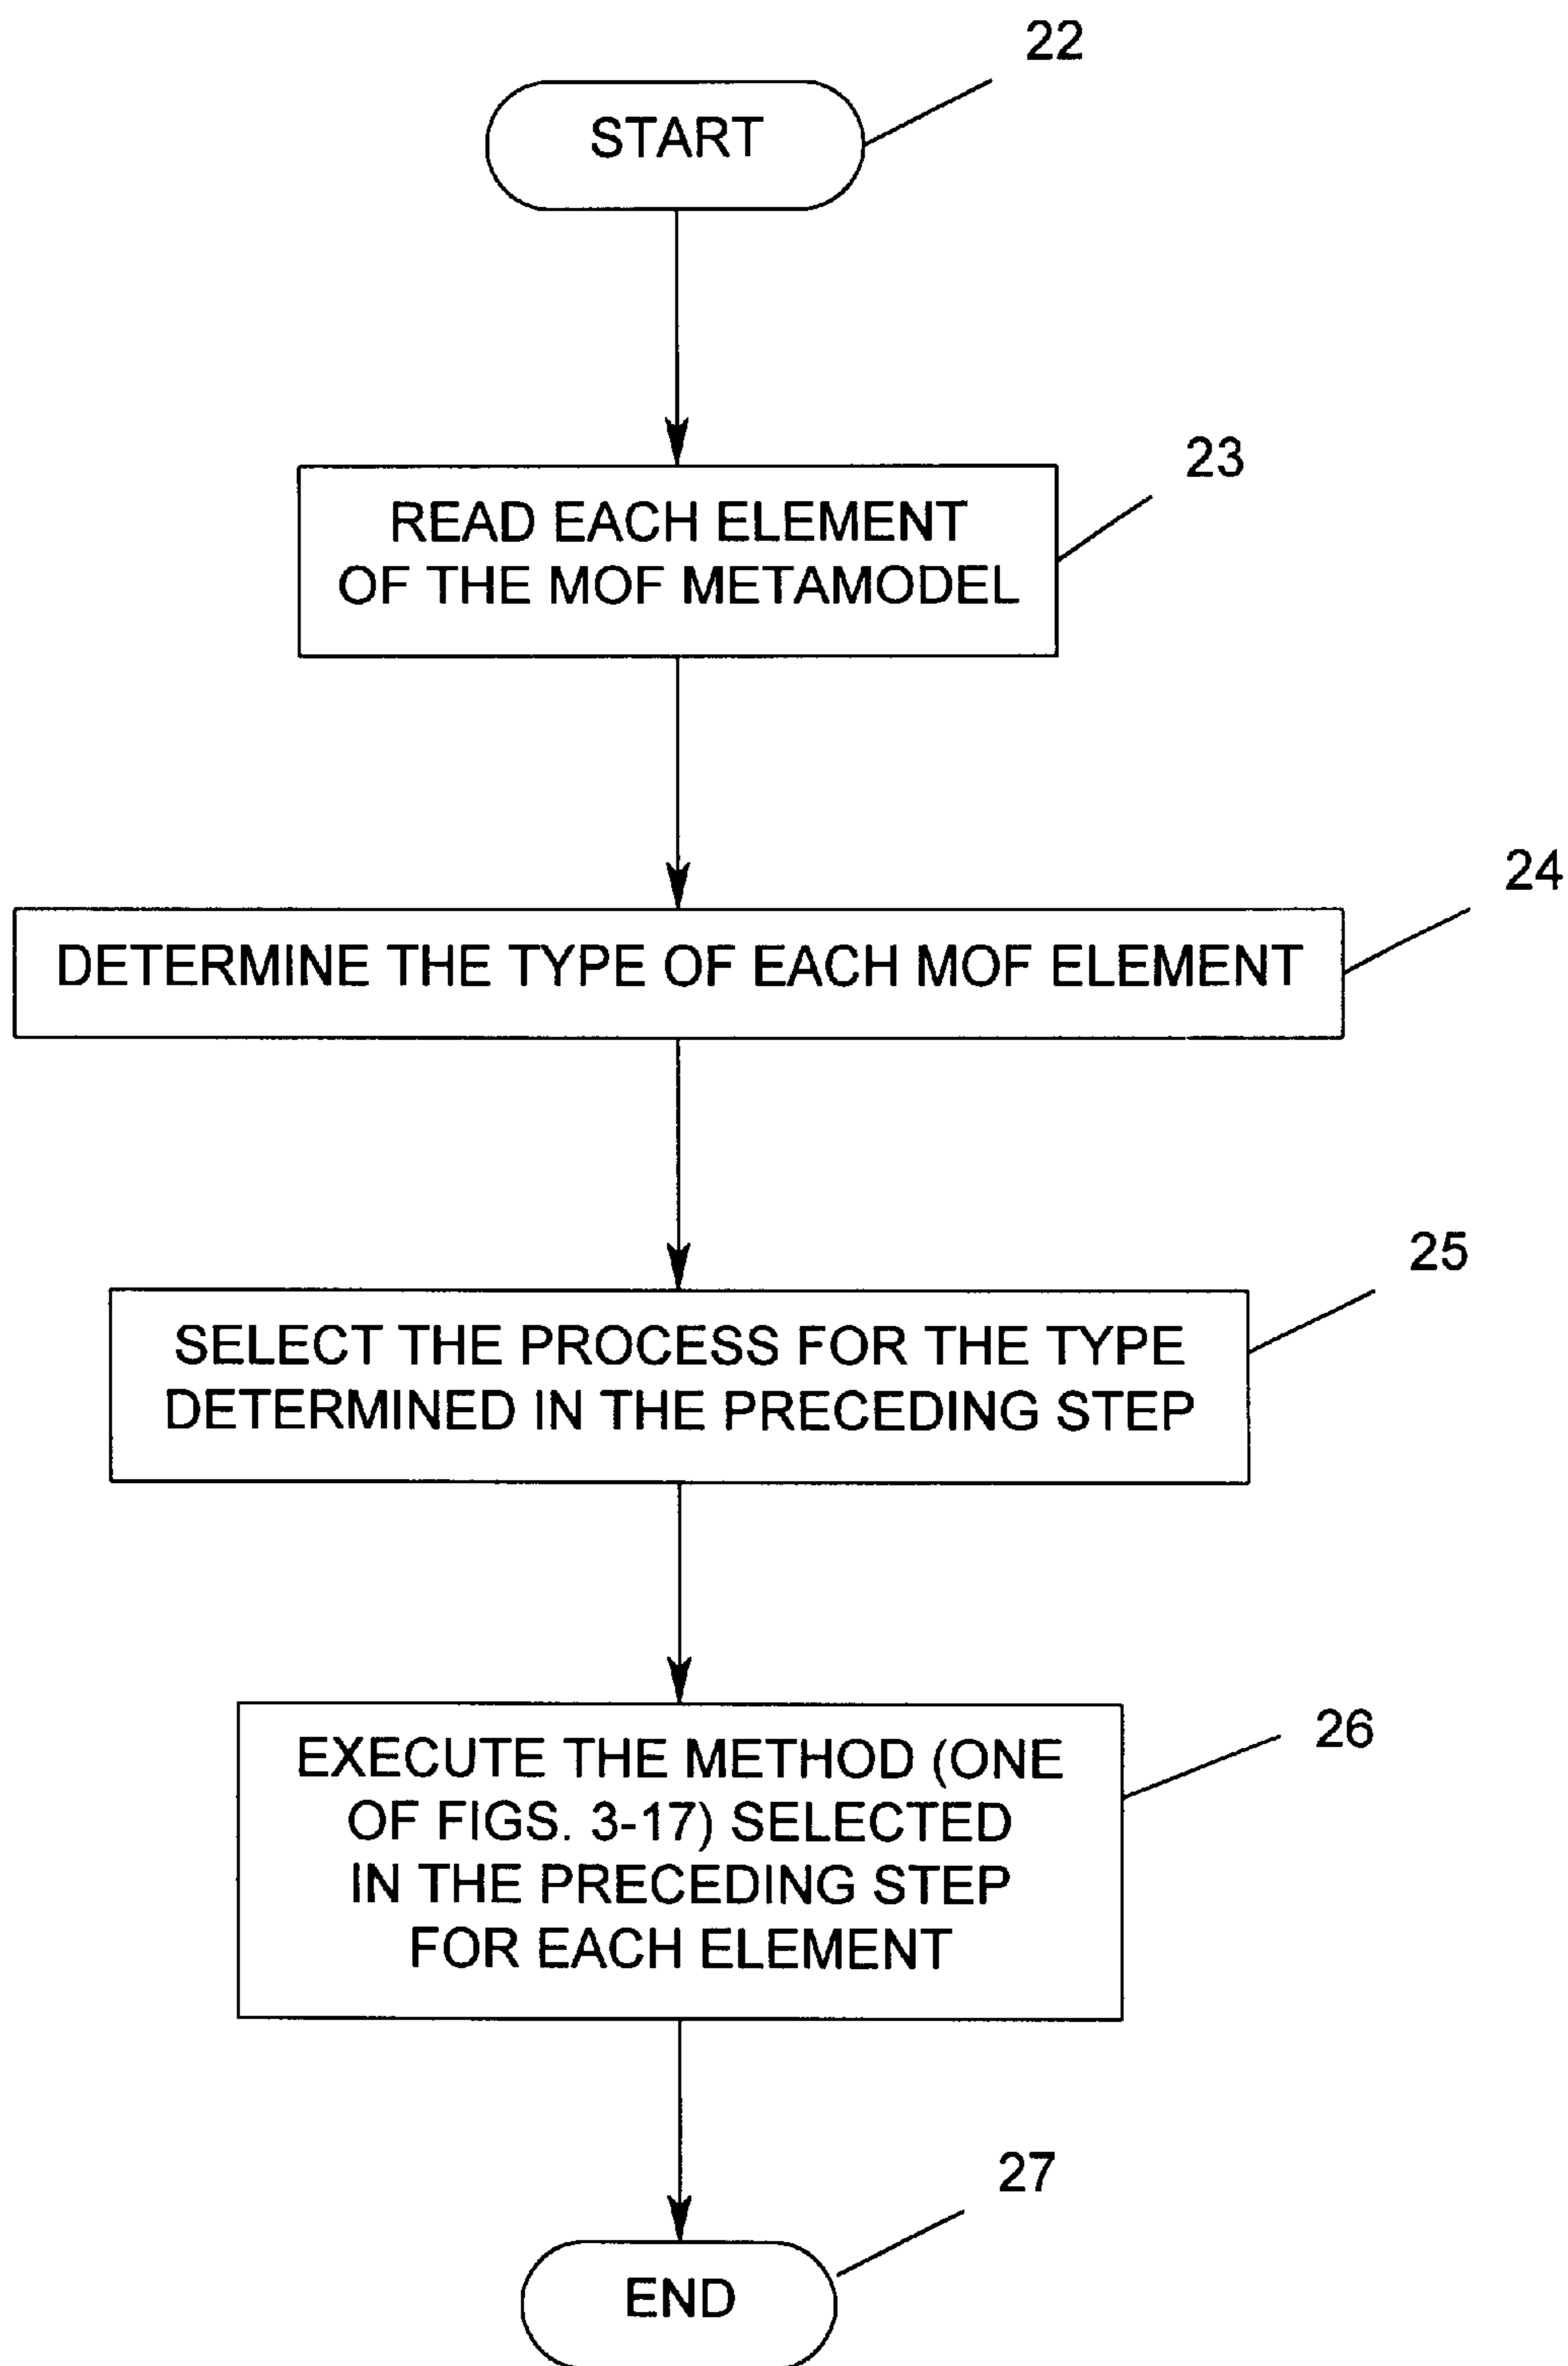 22
START
23
READ EACH ELEMENT
OF THE MOF METAMODEL
24
DETERMINE THE TYPE OF EACH MOF ELEMENT
25
SELECT THE PROCESS FOR THE TYPE
DETERMINED IN THE PRECEDING STEP
26
EXECUTE THE METHOD (ONE
OF FIGS. 3-17) SELECTED
IN THE PRECEDING STEP
FOR EACH ELEMENT
27
END